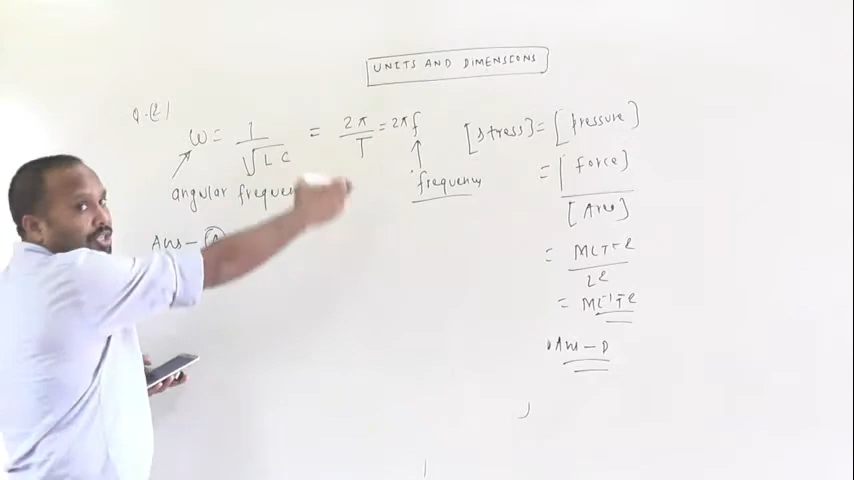 UNITS AND DIMENSIONS
Q-(2)
ω = 1/√LC = 2π/T = 2πf
angular frequen
frequency
Ans - (A)
[stress] = [pressure]
= [Force]/[Area]
= MLT-2/L2
= ML-1T-2
Ans - D